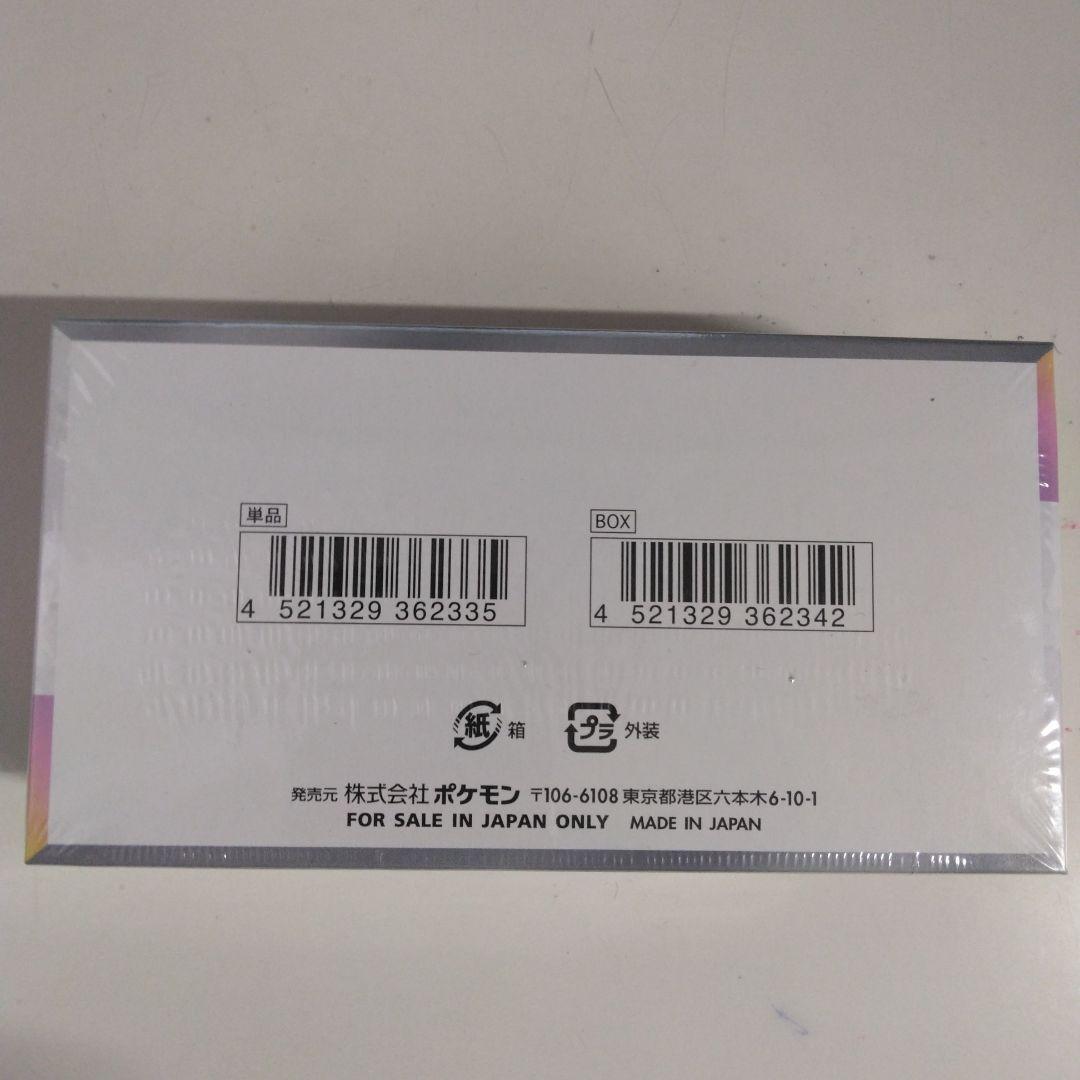 単品
4 521329 362335
BOX
4 521329 362342
紙 箱 プラ 外装
発売元 株式会社ポケモン 〒106-6108 東京都港区六本木6-10-1
FOR SALE IN JAPAN ONLY MADE IN JAPAN